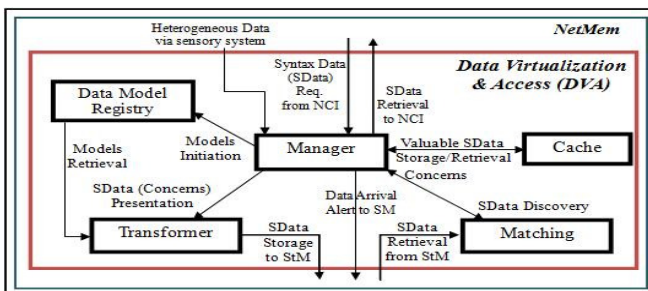 Heterogeneous Data
via sensory system
NetMem
Syntax Data
(SData)
Req.
from NCI
SData
Retrieval
to NCI
Data Virtualization
& Access (DVA)
Data Model
Registry
Models
Retrieval
Models
Initiation
Manager
Valuable SData
Storage/Retrieval
Cache
Concerns
SData (Concerns)
Presentation
Data Arrival
Alert to SM
SData Discovery
Transformer
SData
Storage
to StM
SData
Retrieval
from StM
Matching